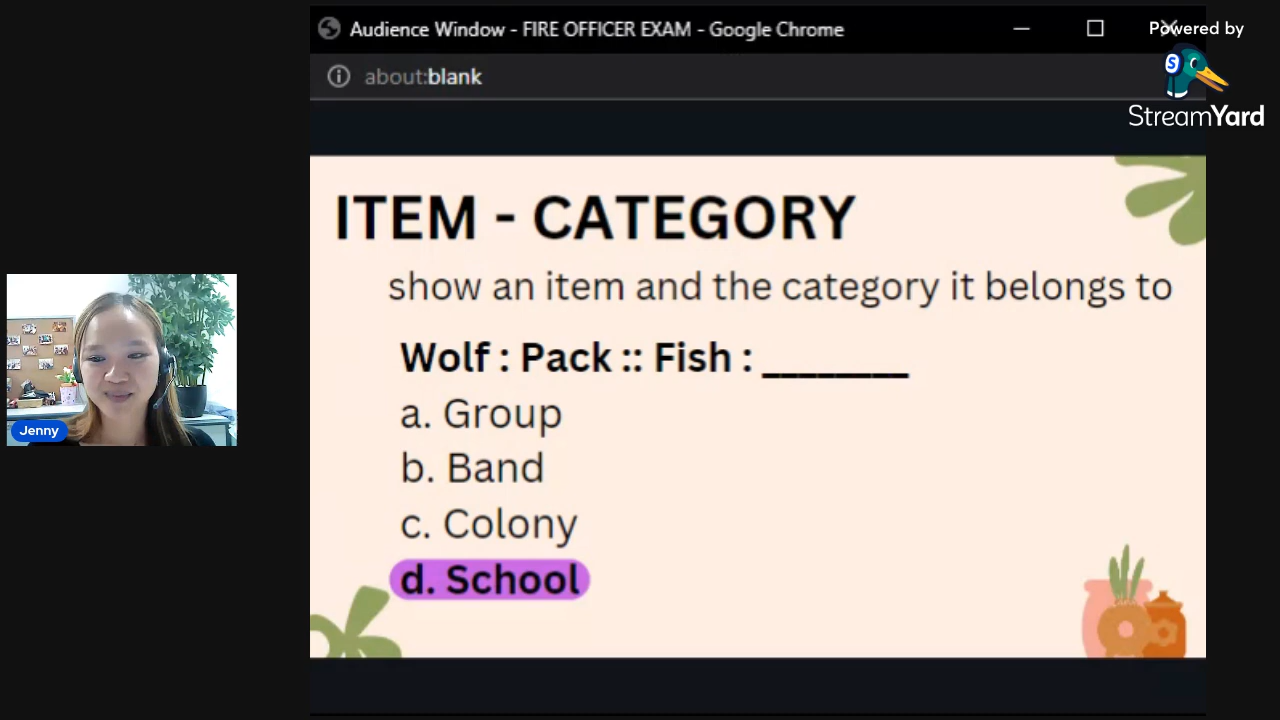 Audience Window - FIRE OFFICER EXAM - Google Chrome
Powered by
about:blank
S
StreamYard
ITEM - CATEGORY
show an item and the category it belongs to
Wolf : Pack :: Fish : ________
a. Group
b. Band
c. Colony
d. School
Jenny